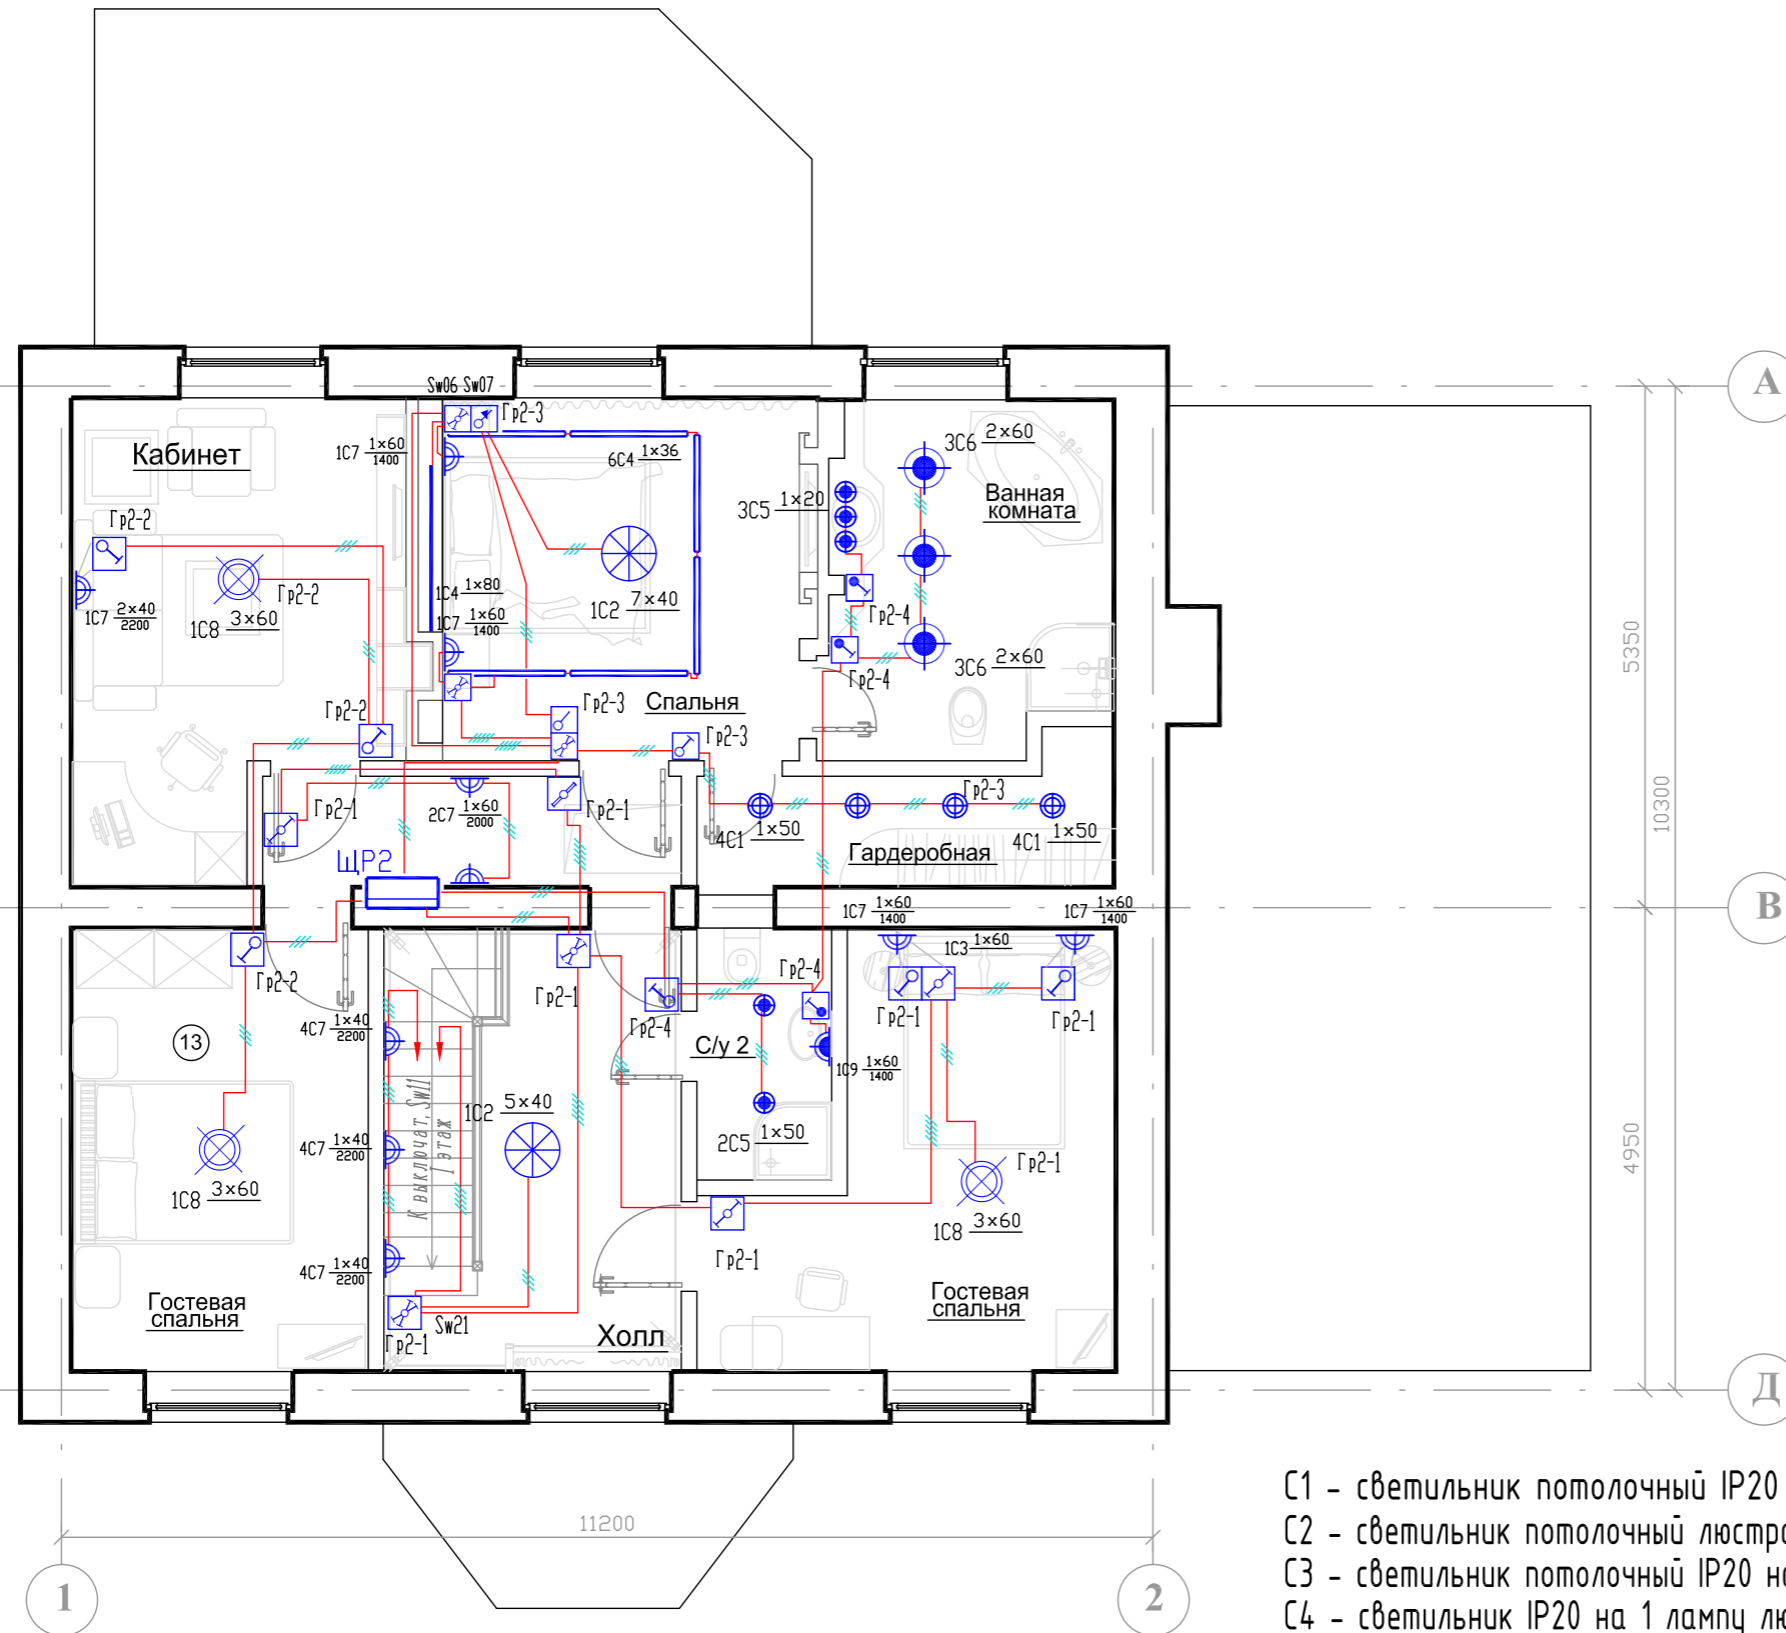 Sw06 Sw07
Гр2-3
А
Кабинет
1С7 1×60
1400
6С4 1×36
3С6 2×60
Ванная
комната
3С5 1×20
Гр2-2
1С4 1×80
1С7 1×60
1400
1С2 7×40
Гр2-4
1С7 2×40
2200
1С8 3×60
Гр2-2
5350
3С6 2×60
Гр2-4
Спальня
Гр2-2
Гр2-3
Гр2-3
10300
Гр2-1
2С7 1×60
2000
Гр2-1
Гр2-3
4С1 1×50
4С1 1×50
Гардеробная
ЩР2
1С7 1×60
1400
1С7 1×60
1400
В
1С3 1×60
Гр2-2
Гр2-1
Гр2-4
Гр2-4
Гр2-1
Гр2-1
13
4С7 1×40
2200
С/у 2
1С9 1×60
1400
К выключат. Sw11
1 этаж
1С2 5×40
4950
4С7 1×40
2200
2С5 1×50
Гр2-1
1С8 3×60
1С8 3×60
Гр2-1
4С7 1×40
2200
Гостевая
спальня
Гостевая
спальня
Sw21
Гр2-1
Холл
Д
11200
1
2
С1 - светильник потолочный IP20
С2 - светильник потолочный люстра
С3 - светильник потолочный IP20 на
С4 - светильник IP20 на 1 лампу лю